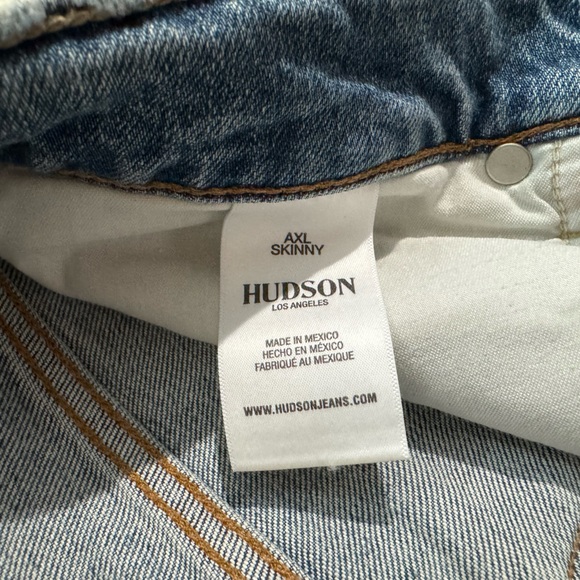 AXL
SKINNY
HUDSON
LOS ANGELES
MADE IN MEXICO
HECHO EN MÉXICO
FABRIQUÉ AU MEXIQUE
WWW.HUDSONJEANS.COM